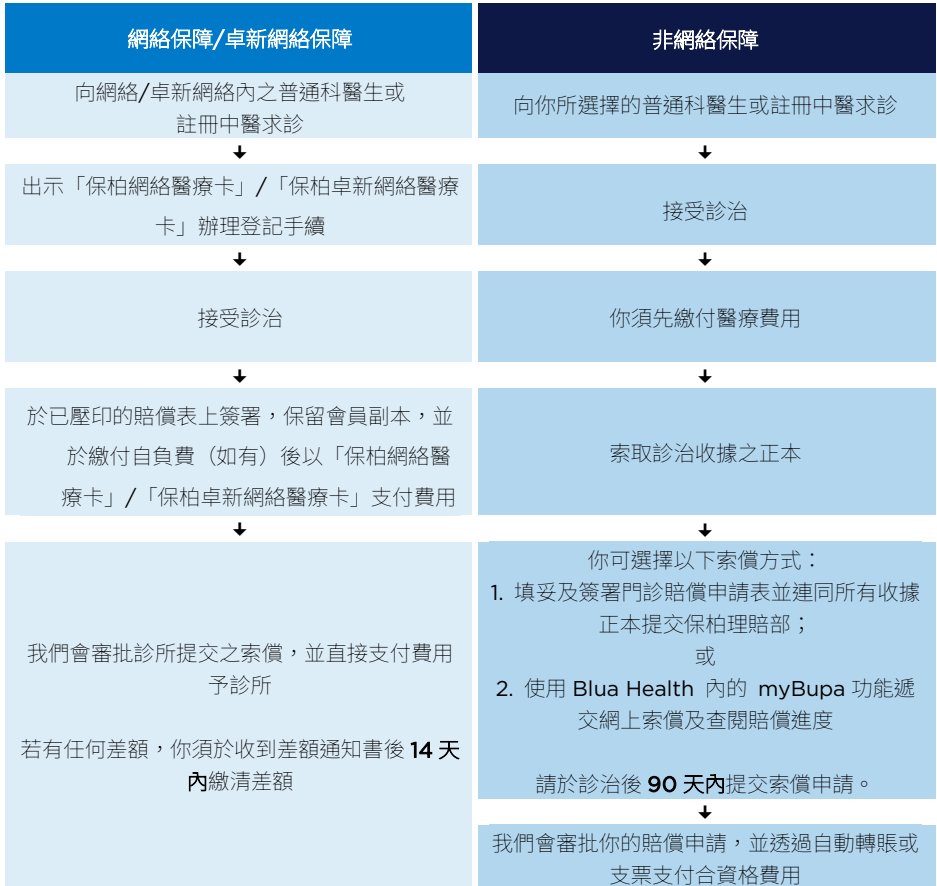 網絡保障/卓新網絡保障
向網絡/卓新網絡內之普通科醫生或
註冊中醫求診
↓
出示「保柏網絡醫療卡」/「保柏卓新網絡醫療
卡」辦理登記手續
↓
接受診治
↓
於已壓印的賠償表上簽署，保留會員副本，並
於繳付自負費（如有）後以「保柏網絡醫
療卡」/「保柏卓新網絡醫療卡」支付費用
↓
我們會審批診所提交之索償，並直接支付費用
予診所
若有任何差額，你須於收到差額通知書後 14 天
內繳清差額
非網絡保障
向你所選擇的普通科醫生或註冊中醫求診
↓
接受診治
↓
你須先繳付醫療費用
↓
索取診治收據之正本
↓
你可選擇以下索償方式：
1. 填妥及簽署門診賠償申請表並連同所有收據
正本提交保柏理賠部；
或
2. 使用 Blua Health 內的 myBupa 功能遞
交網上索償及查閱賠償進度
請於診治後 90 天內提交索償申請。
↓
我們會審批你的賠償申請，並透過自動轉賬或
支票支付合資格費用